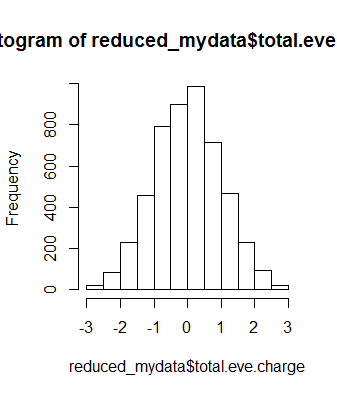 togram of reduced_mydata$total.eve
Frequency
800
600
400
200
0
-3 -2 -1 0 1 2 3
reduced_mydata$total.eve.charge